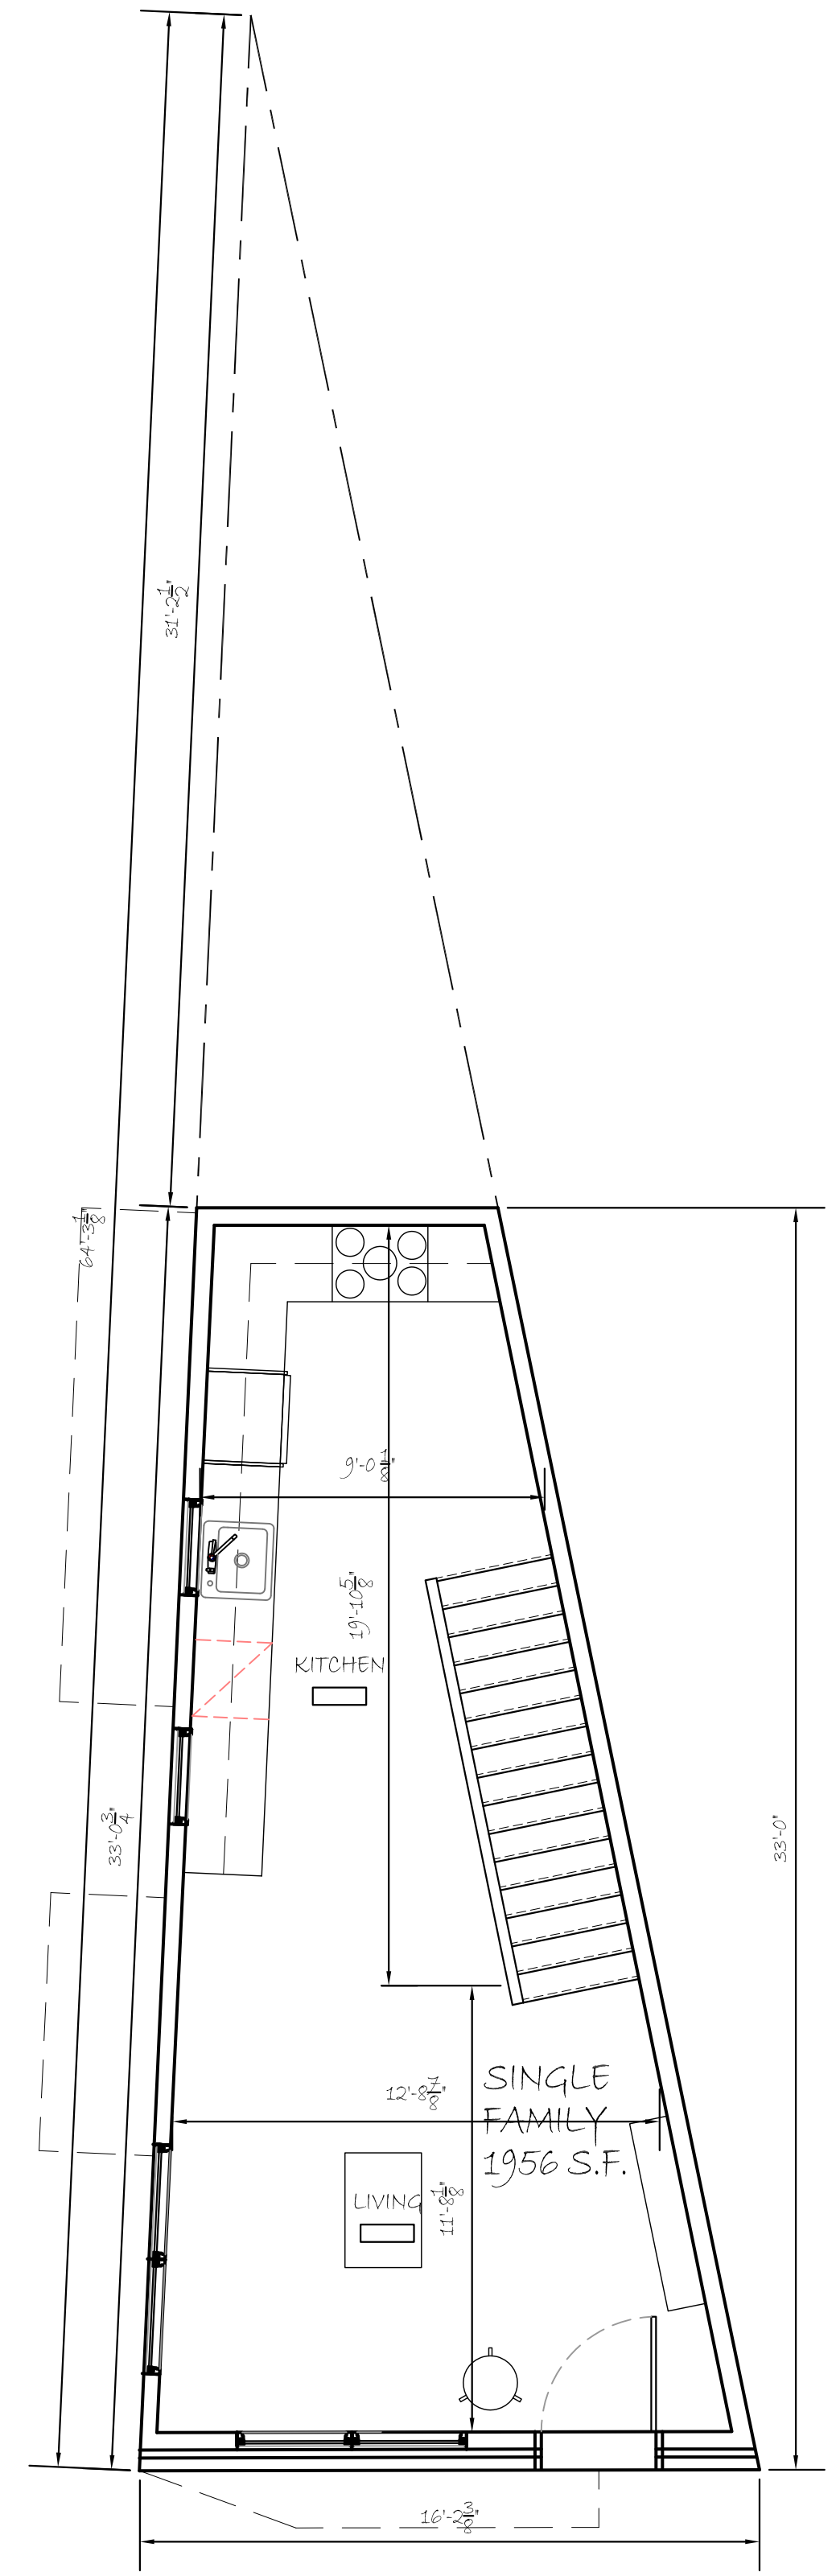 31'-2 1/2"
64'-3 1/8"
9'-0 1/8"
19'-10 5/8"
KITCHEN
33'-0 3/4"
33'-0"
12'-8 7/8"
SINGLE
FAMILY
1956 S.F.
LIVING
11'-8 1/8"
16'-2 3/8"